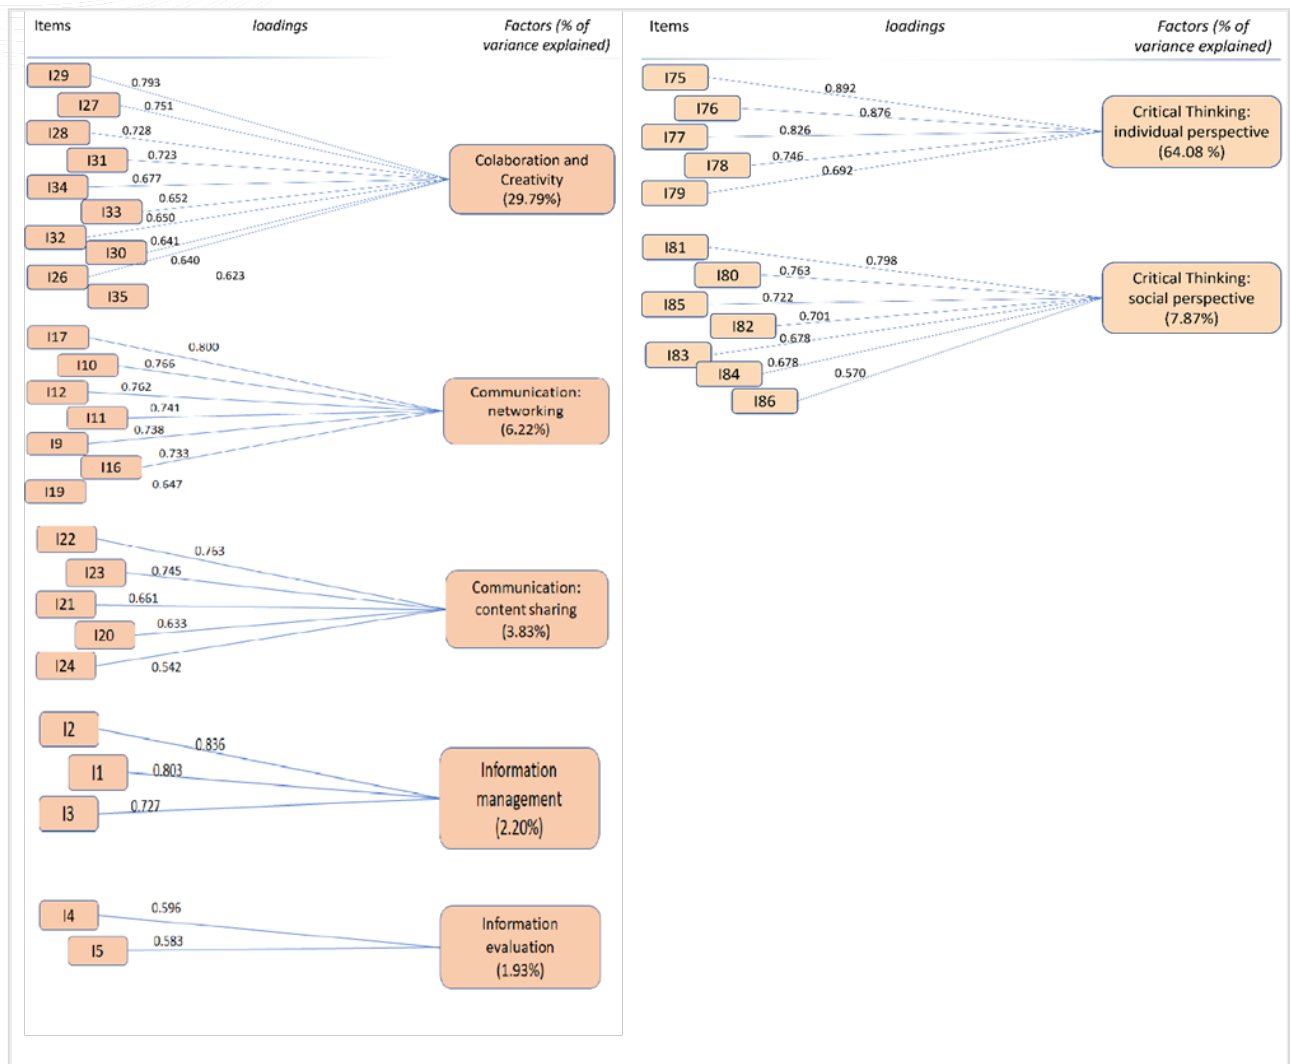 Items loadings Factors (% of
variance explained)
I29
0.793
I27
0.751
I28
0.728
I31
0.723
I34
0.677
I33
0.652
I32
0.650
I30
0.641
I26
0.640
I35
0.623
Colaboration and
Creativity
(29.79%)
I17
0.800
I10
0.766
I12
0.762
I11
0.741
I9
0.738
I16
0.733
I19
0.647
Communication:
networking
(6.22%)
I22
0.763
I23
0.745
I21
0.661
I20
0.633
I24
0.542
Communication:
content sharing
(3.83%)
I2
0.836
I1
0.803
I3
0.727
Information
management
(2.20%)
I4
0.596
I5
0.583
Information
evaluation
(1.93%)
Items loadings Factors (% of
variance explained)
I75
0.892
I76
0.876
I77
0.826
I78
0.746
I79
0.692
Critical Thinking:
individual perspective
(64.08 %)
I81
0.798
I80
0.763
I85
0.722
I82
0.701
I83
0.678
I84
0.678
I86
0.570
Critical Thinking:
social perspective
(7.87%)